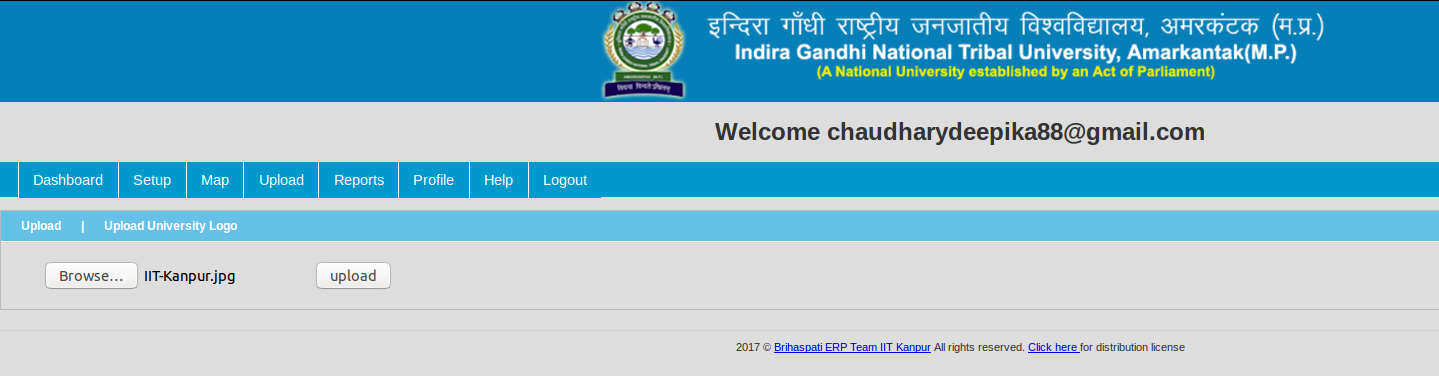 इन्दिरा गाँधी राष्ट्रीय जनजातीय विश्वविद्यालय, अमरकंटक (म.प्र.)
Indira Gandhi National Tribal University, Amarkantak(M.P.)
(A National University established by an Act of Parliament)
Welcome chaudharydeepika88@gmail.com
Dashboard Setup Map Upload Reports Profile Help Logout
Upload | Upload University Logo
Browse... IIT-Kanpur.jpg upload
2017 © Brihaspati ERP Team IIT Kanpur All rights reserved. Click here for distribution license